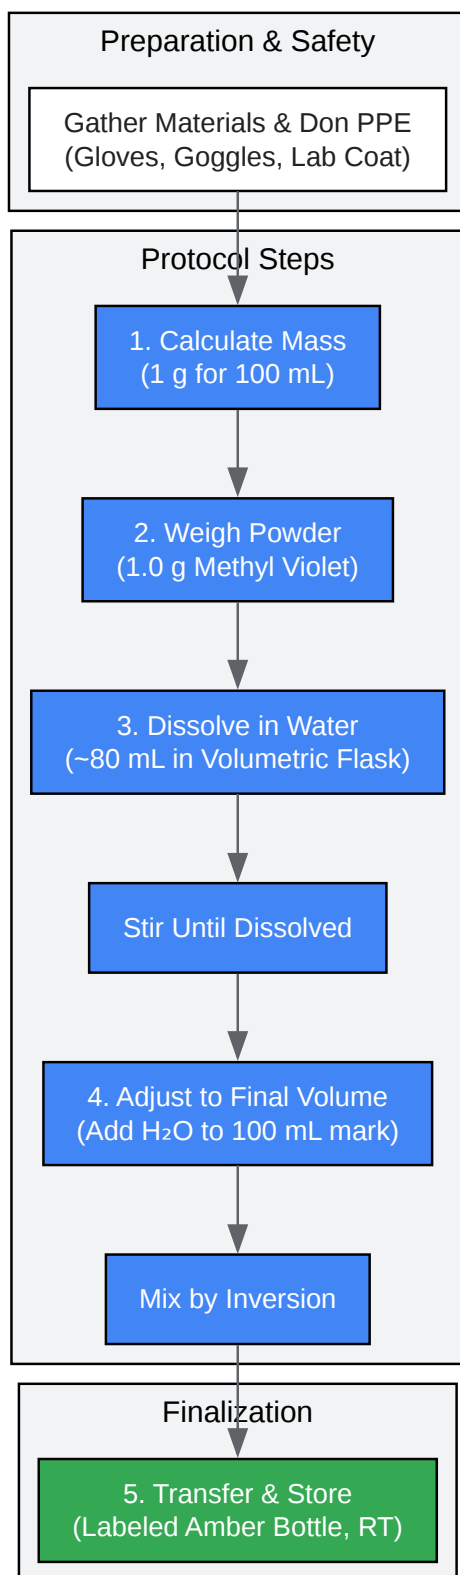 Preparation & Safety
Gather Materials & Don PPE
(Gloves, Goggles, Lab Coat)
Protocol Steps
1. Calculate Mass
(1 g for 100 mL)
2. Weigh Powder
(1.0 g Methyl Violet)
3. Dissolve in Water
(~80 mL in Volumetric Flask)
Stir Until Dissolved
4. Adjust to Final Volume
(Add H₂O to 100 mL mark)
Mix by Inversion
Finalization
5. Transfer & Store
(Labeled Amber Bottle, RT)